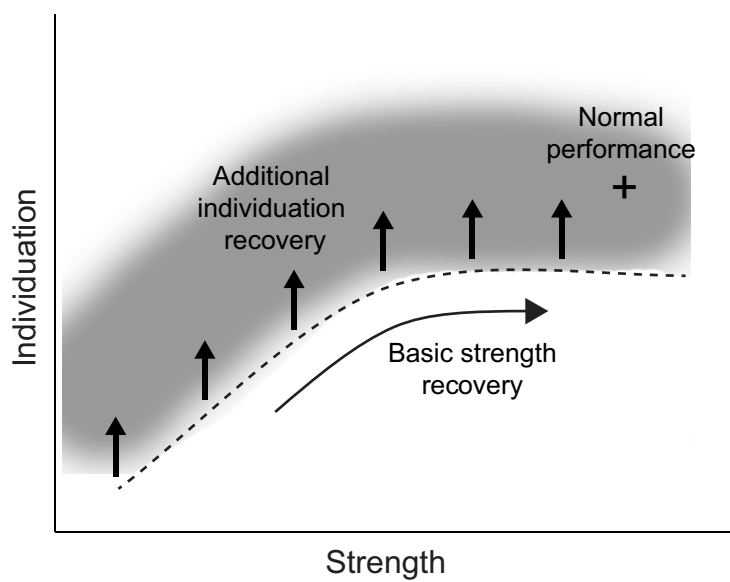 Normal
performance
+
Additional
individuation
recovery
Individuation
Basic strength
recovery
Strength